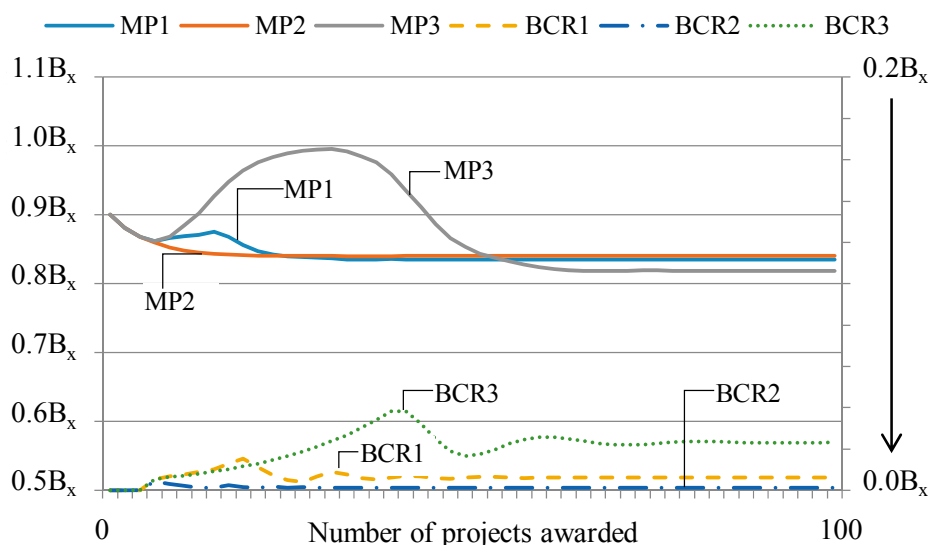 MP1 MP2 MP3 BCR1 BCR2 BCR3
1.1Bₓ 0.2Bₓ
1.0Bₓ
MP3
MP1
0.9Bₓ
0.8Bₓ
MP2
0.7Bₓ
0.6Bₓ
BCR3
BCR2
BCR1
0.5Bₓ 0.0Bₓ
0 Number of projects awarded 100